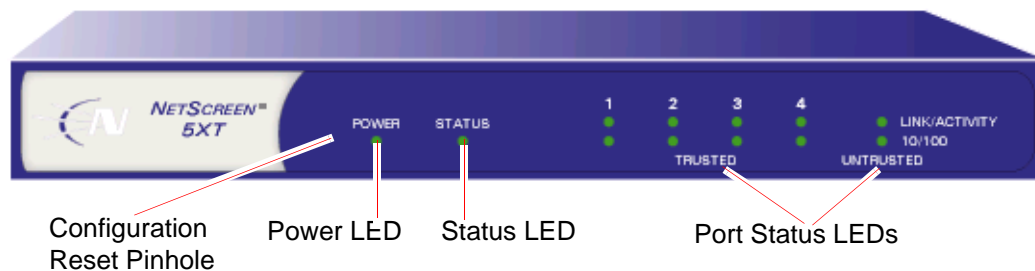 NETSCREEN™
5XT
POWER
STATUS
1 2 3 4
LINK/ACTIVITY
10/100
TRUSTED
UNTRUSTED
Configuration
Reset Pinhole
Power LED
Status LED
Port Status LEDs